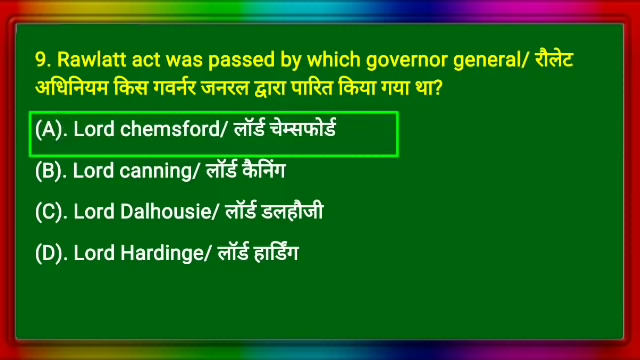 9. Rawlatt act was passed by which governor general/ रौलेट
अधिनियम किस गवर्नर जनरल द्वारा पारित किया गया था?
(A). Lord chemsford/ लॉर्ड चेम्सफोर्ड
(B). Lord canning/ लॉर्ड कैनिंग
(C). Lord Dalhousie/ लॉर्ड डलहौजी
(D). Lord Hardinge/ लॉर्ड हार्डिंग